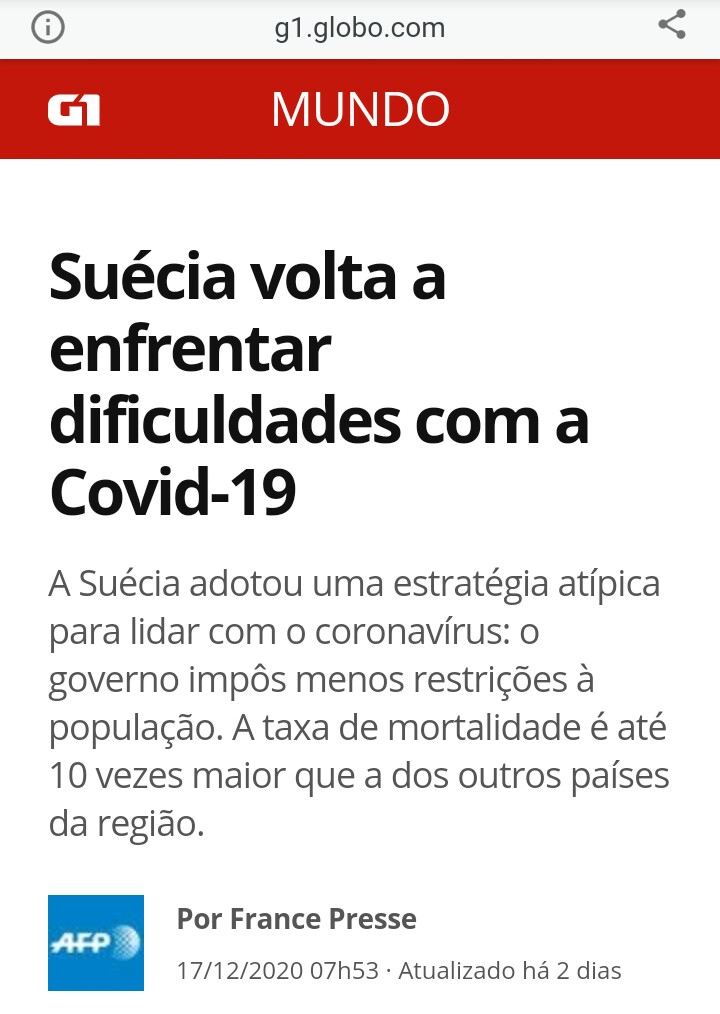 g1.globo.com
G1 MUNDO
Suécia volta a
enfrentar
dificuldades com a
Covid-19
A Suécia adotou uma estratégia atípica
para lidar com o coronavírus: o
governo impôs menos restrições à
população. A taxa de mortalidade é até
10 vezes maior que a dos outros países
da região.
AFP
Por France Presse
17/12/2020 07h53 · Atualizado há 2 dias